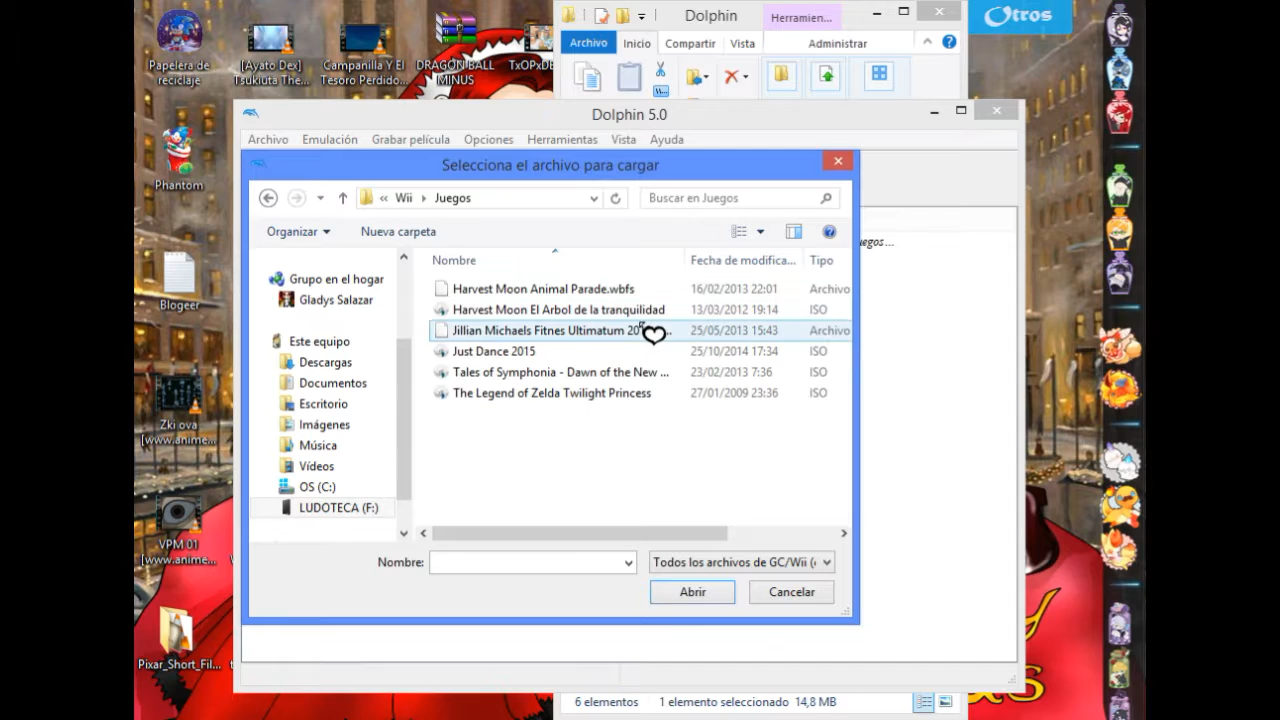 Papelera de
reciclaje
[Ayato Dex]
Tsukiuta The...
Campanilla Y El
Tesoro Perdido...
DRAGON BALL
MINUS
TxOPxDE
Phantom
Blogeer
Zki ova
[www.anime...
VPM 01
[www.anime...
Pixar_Short_Fil...
Dolphin
Herramien...
Archivo
Inicio
Compartir
Vista
Administrar
Otros
Dolphin 5.0
Archivo
Emulación
Grabar película
Opciones
Herramientas
Vista
Ayuda
Selecciona el archivo para cargar
« Wii
Juegos
Buscar en Juegos
Organizar
Nueva carpeta
Grupo en el hogar
Gladys Salazar
Este equipo
Descargas
Documentos
Escritorio
Imágenes
Música
Vídeos
OS (C:)
LUDOTECA (F:)
Nombre Fecha de modifica... Tipo
Harvest Moon Animal Parade.wbfs 16/02/2013 22:01 Archivo
Harvest Moon El Arbol de la tranquilidad 13/03/2012 19:14 ISO
Jillian Michaels Fitnes Ultimatum 25/05/2013 15:43 Archivo
Just Dance 2015 25/10/2014 17:34 ISO
Tales of Symphonia - Dawn of the New ... 23/02/2013 7:36 ISO
The Legend of Zelda Twilight Princess 27/01/2009 23:36 ISO
Nombre:
Todos los archivos de GC/Wii (
Abrir
Cancelar
uegos...
6 elementos 1 elemento seleccionado 14,8 MB